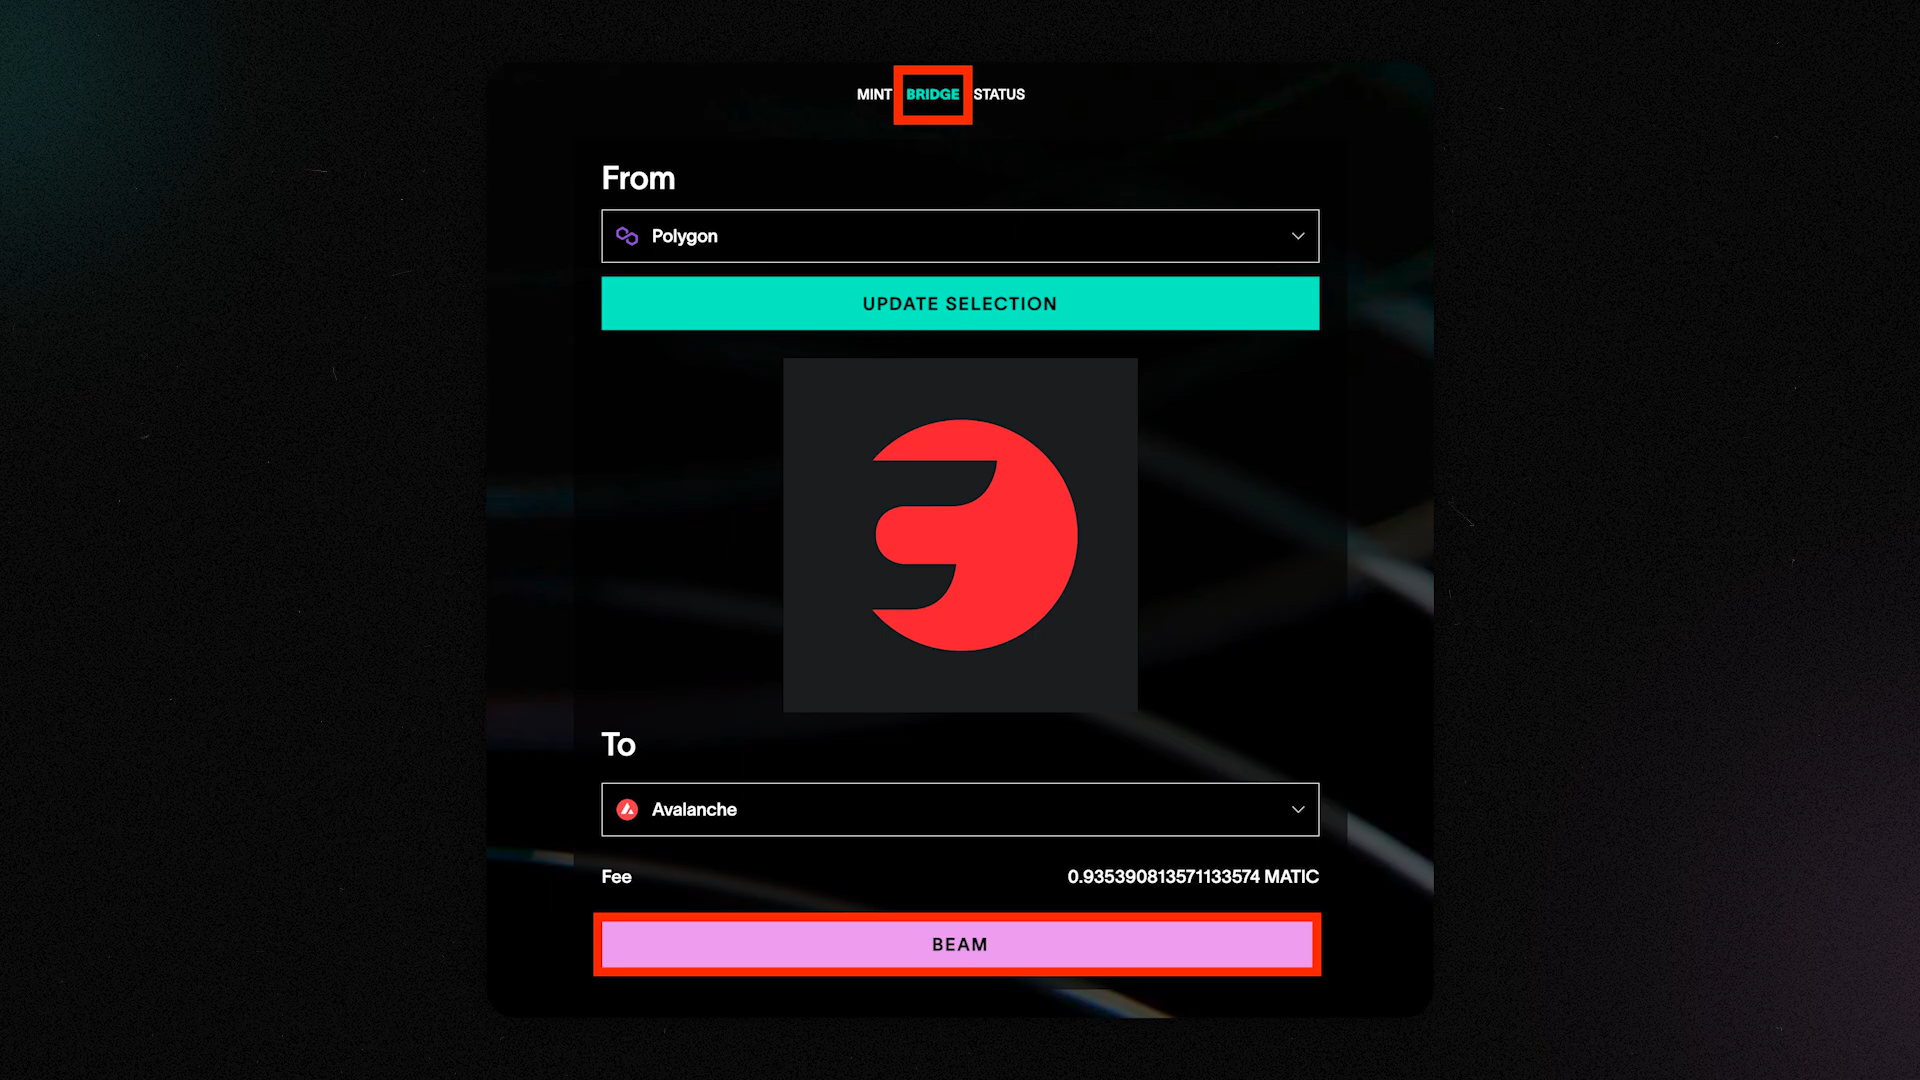 MINT BRIDGE STATUS
From
Polygon
UPDATE SELECTION
To
Avalanche
Fee 0.935390813571133574 MATIC
BEAM